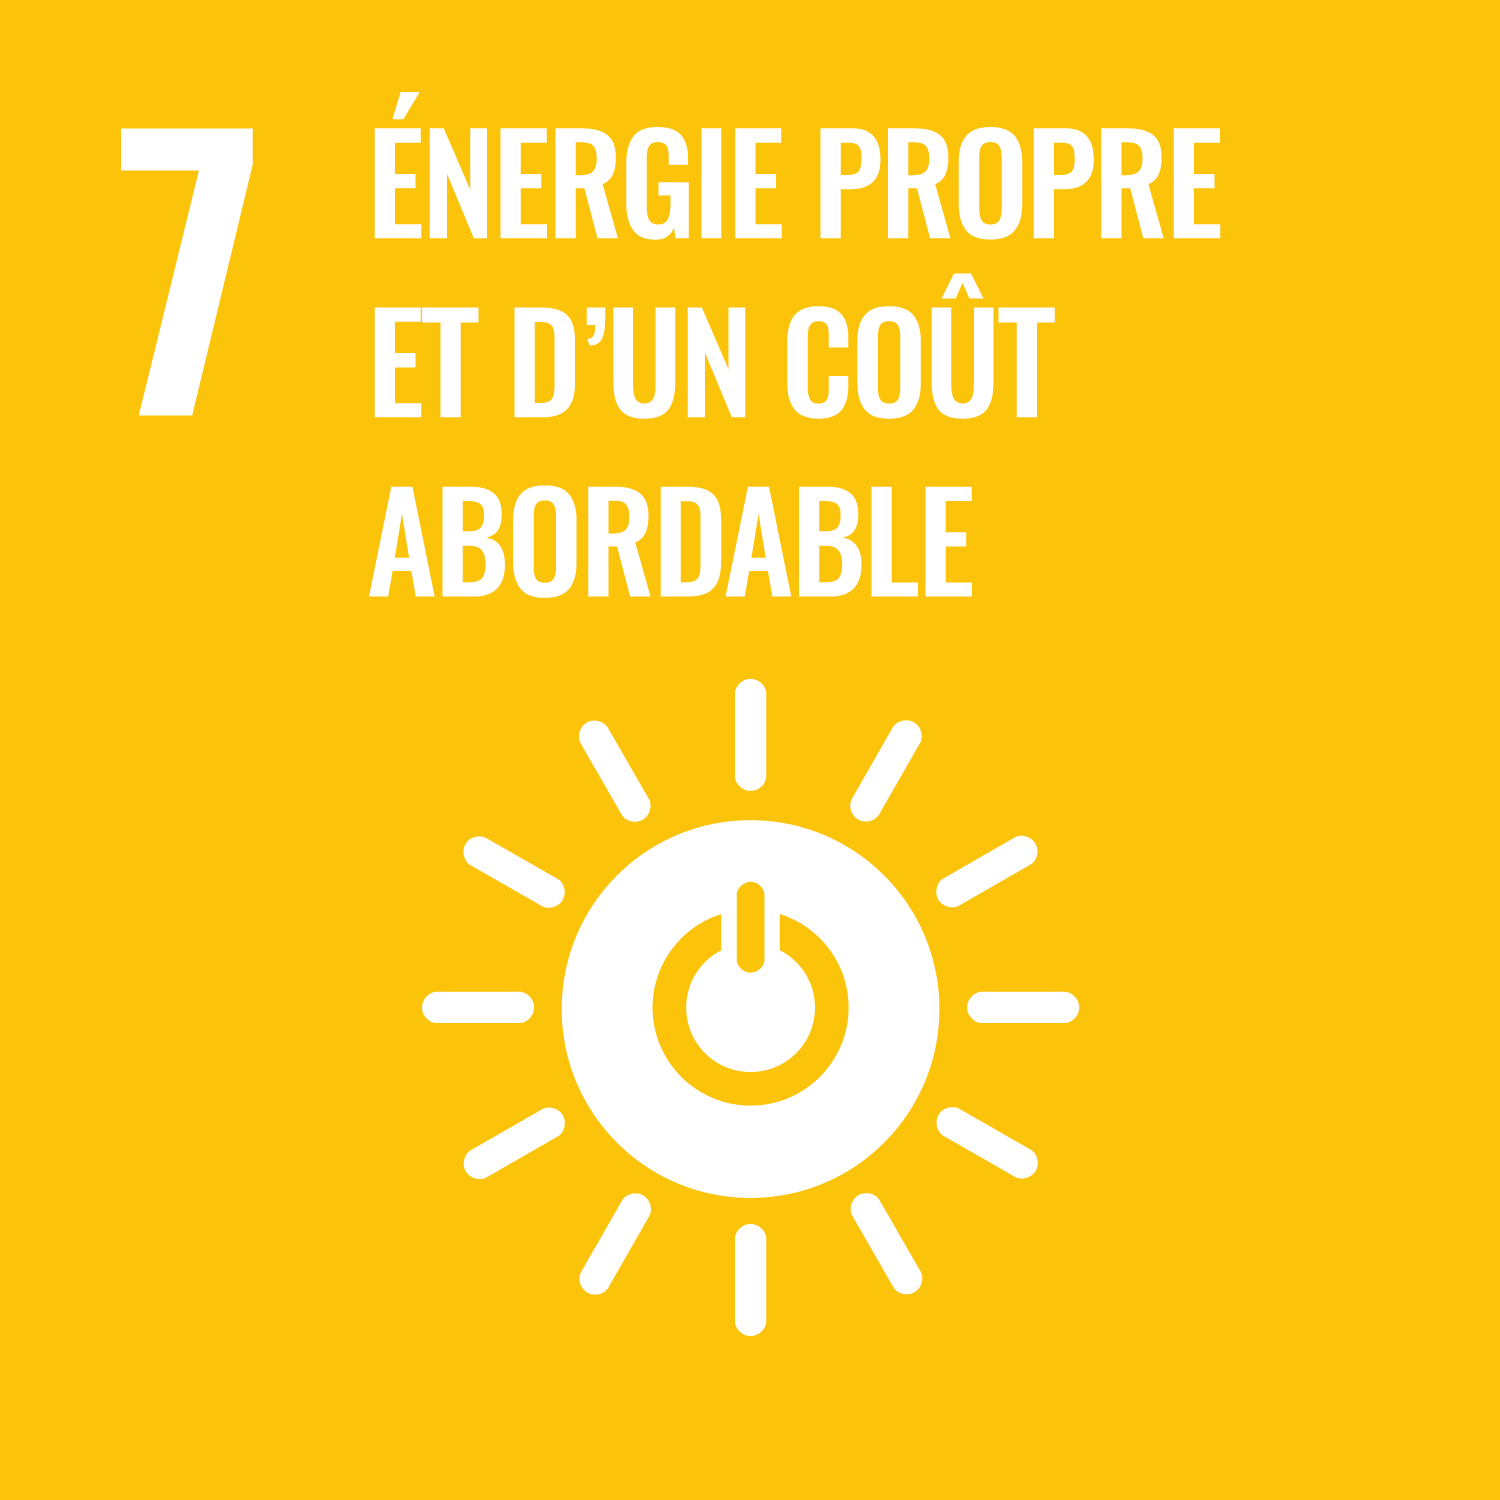 7
ÉNERGIE PROPRE
ET D’UN COÛT
ABORDABLE